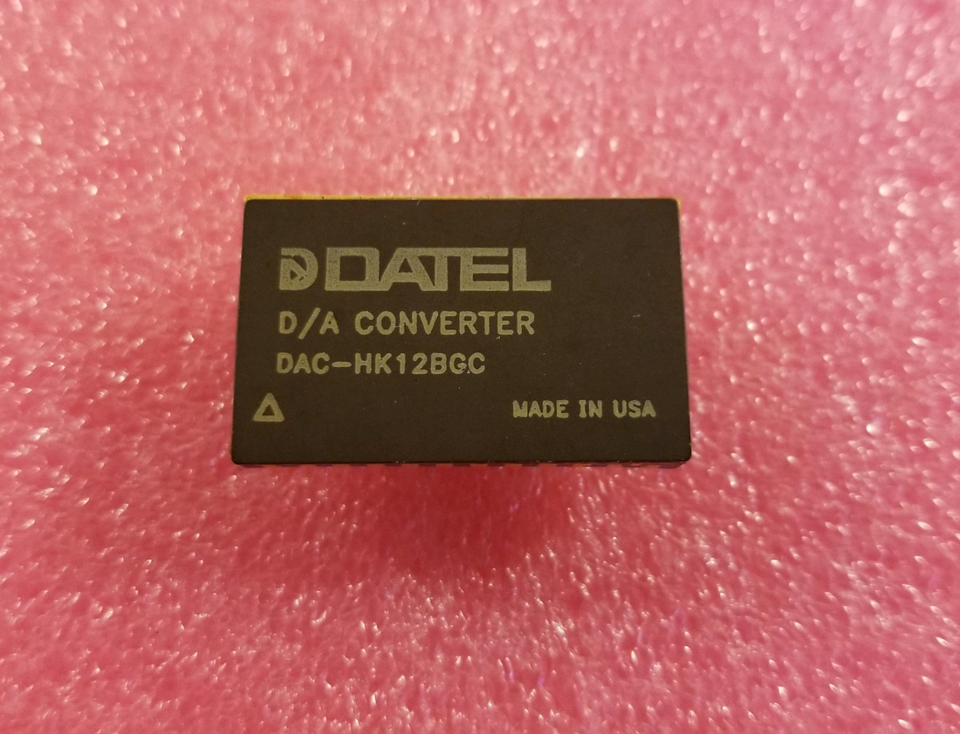 DATEL
D/A CONVERTER
DAC-HK12BGC
MADE IN USA